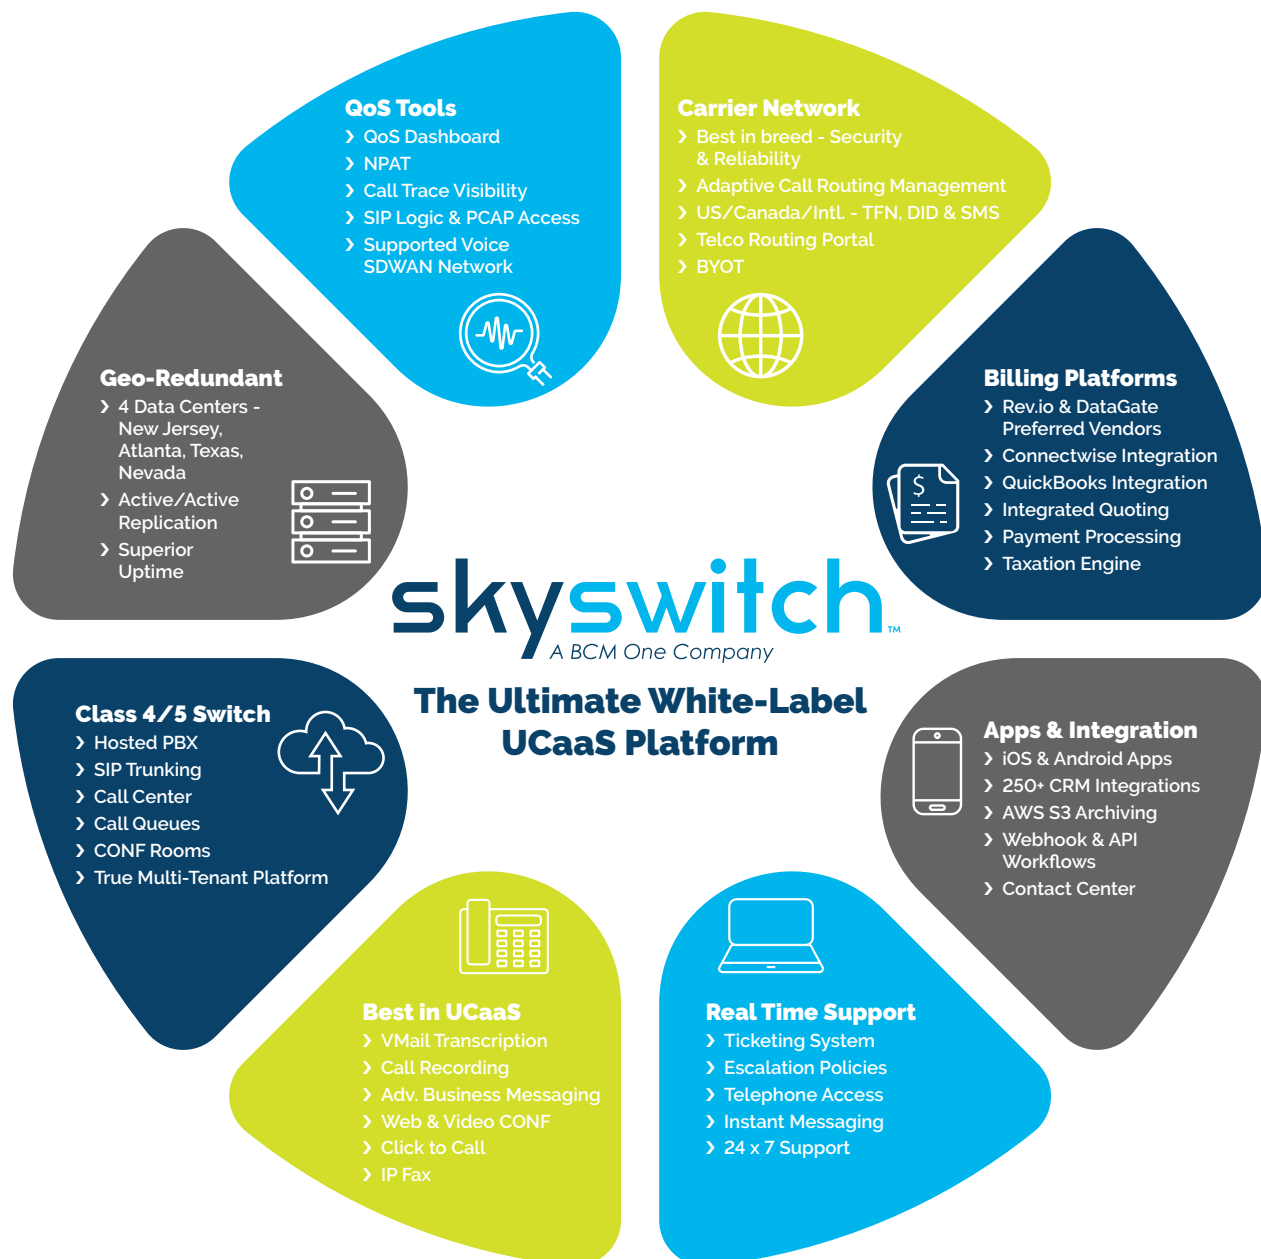 QoS Tools
› QoS Dashboard
› NPAT
› Call Trace Visibility
› SIP Logic & PCAP Access
› Supported Voice
SDWAN Network
Carrier Network
› Best in breed - Security
& Reliability
› Adaptive Call Routing Management
› US/Canada/Intl. - TFN, DID & SMS
› Telco Routing Portal
› BYOT
Geo-Redundant
› 4 Data Centers -
New Jersey,
Atlanta, Texas,
Nevada
› Active/Active
Replication
› Superior
Uptime
Billing Platforms
› Rev.io & DataGate
Preferred Vendors
› Connectwise Integration
› QuickBooks Integration
› Integrated Quoting
› Payment Processing
› Taxation Engine
$
skyswitch™
A BCM One Company
The Ultimate White-Label
UCaaS Platform
Class 4/5 Switch
› Hosted PBX
› SIP Trunking
› Call Center
› Call Queues
› CONF Rooms
› True Multi-Tenant Platform
Apps & Integration
› iOS & Android Apps
› 250+ CRM Integrations
› AWS S3 Archiving
› Webhook & API
Workflows
› Contact Center
Best in UCaaS
› VMail Transcription
› Call Recording
› Adv. Business Messaging
› Web & Video CONF
› Click to Call
› IP Fax
Real Time Support
› Ticketing System
› Escalation Policies
› Telephone Access
› Instant Messaging
› 24 x 7 Support